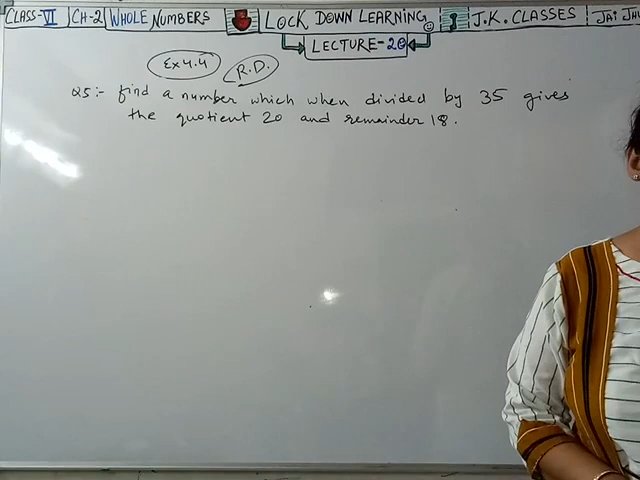 CLASS-VI CH-2 WHOLE NUMBERS LOCK DOWN LEARNING J.K. CLASSES JAI
LECTURE-20
Ex 4.4 R.D.
Q5:- find a number which when divided by 35 gives
the quotient 20 and remainder 18.